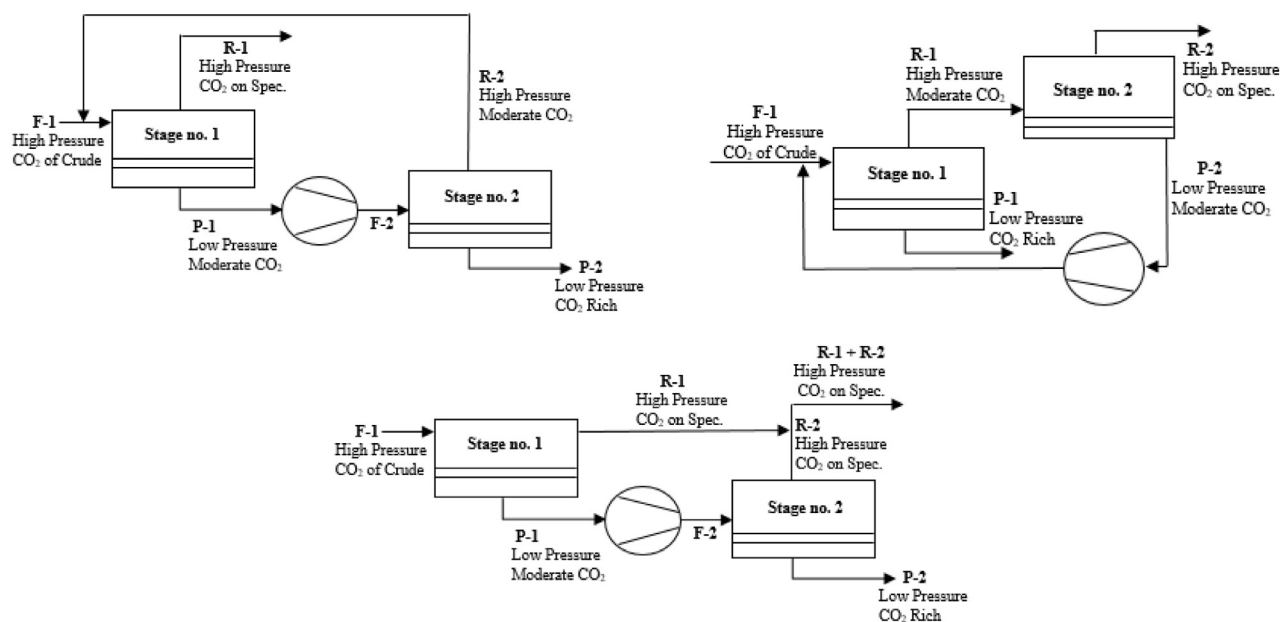 R-1
High Pressure
CO₂ on Spec.
R-2
High Pressure
Moderate CO₂
F-1
High Pressure
CO₂ of Crude
Stage no. 1
Stage no. 2
P-1
Low Pressure
Moderate CO₂
F-2
P-2
Low Pressure
CO₂ Rich
R-1
High Pressure
Moderate CO₂
Stage no. 2
R-2
High Pressure
CO₂ on Spec.
F-1
High Pressure
CO₂ of Crude
Stage no. 1
P-1
Low Pressure
CO₂ Rich
P-2
Low Pressure
Moderate CO₂
R-1 + R-2
High Pressure
CO₂ on Spec.
R-1
High Pressure
CO₂ on Spec.
F-1
High Pressure
CO₂ of Crude
Stage no. 1
R-2
High Pressure
CO₂ on Spec.
Stage no. 2
P-1
Low Pressure
Moderate CO₂
F-2
P-2
Low Pressure
CO₂ Rich